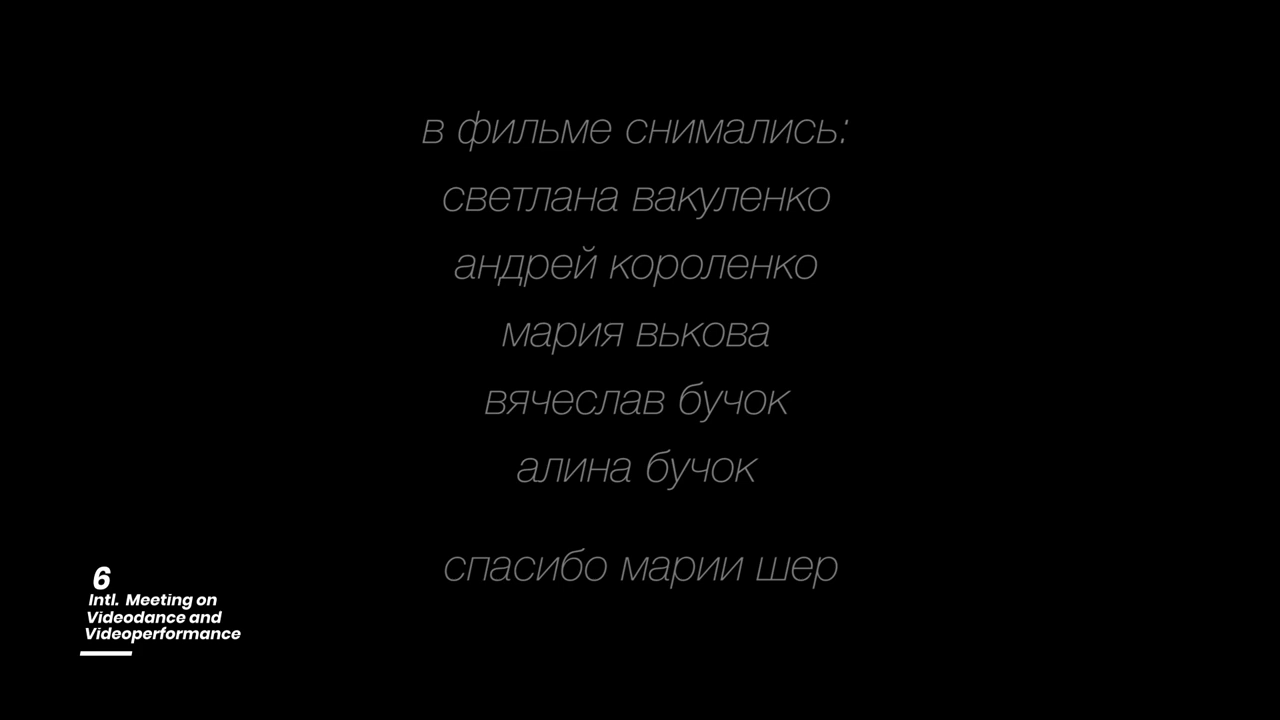 в фильме снимались:
светлана вакуленко
андрей короленко
мария вькова
вячеслав бучок
алина бучок
спасибо марии шер
6
Intl. Meeting on
Videodance and
Videoperformance